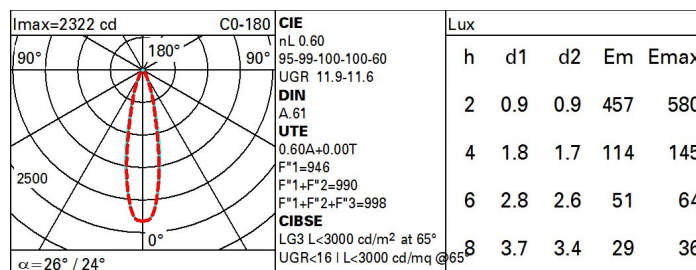 Imax=2322 cd C0-180
90° 180° 90°
2500
0°
α=26° / 24°
CIE
nL 0.60
95-99-100-100-60
UGR 11.9-11.6
DIN
A.61
UTE
0.60A+0.00T
F"1=946
F"1+F"2=990
F"1+F"2+F"3=998
CIBSE
LG3 L<3000 cd/m² at 65°
UGR<16 | L<3000 cd/mq @65°
Lux
h d1 d2 Em Emax
2 0.9 0.9 457 580
4 1.8 1.7 114 145
6 2.8 2.6 51 64
8 3.7 3.4 29 36